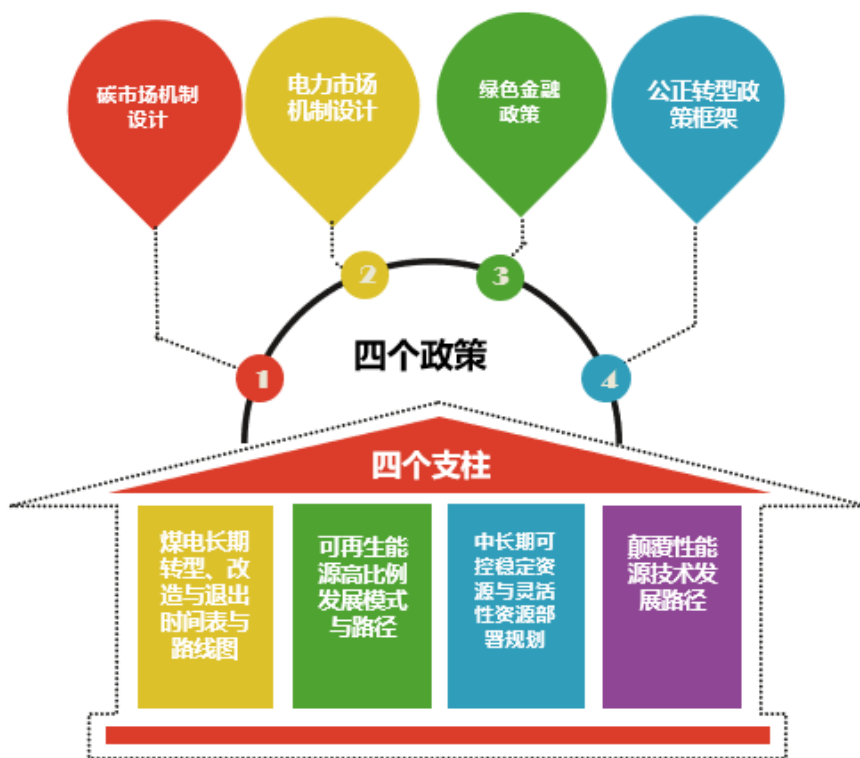 碳市场机制
设计
电力市场
机制设计
绿色金融
政策
公正转型政
策框架
2
3
四个政策
1
4
四个支柱
煤电长期
转型、改
造与退出
时间表与
路线图
可再生能
源高比例
发展模式
与路径
中长期可
控稳定资
源与灵活
性资源部
署规划
颠覆性能
源技术发
展路径